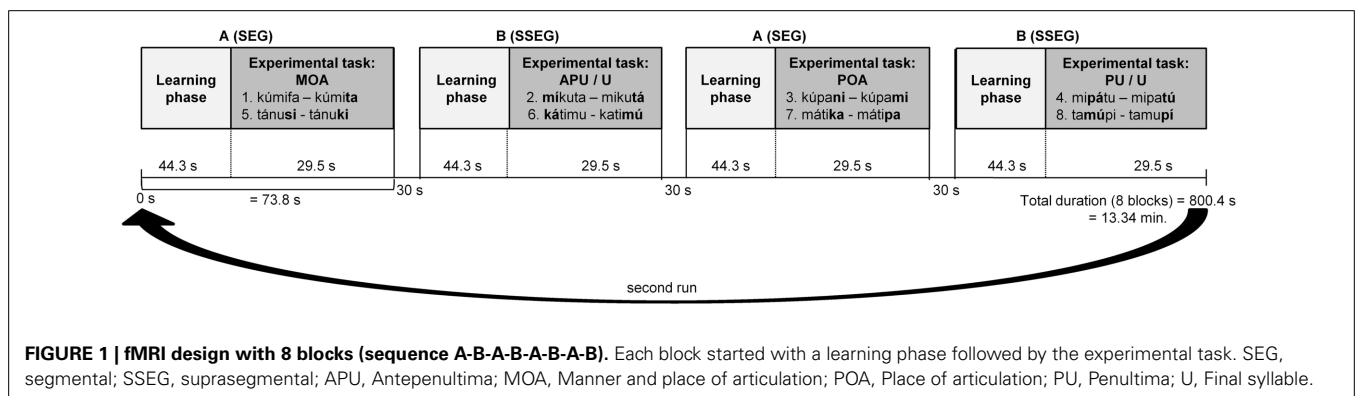 A (SEG)
B (SSEG)
A (SEG)
B (SSEG)
Learning
phase
Experimental task:
MOA
1. kúmifa – kúmita
5. tánusi - tánuki
Learning
phase
Experimental task:
APU / U
2. míkuta – mikutá
6. kátimu - katimú
Learning
phase
Experimental task:
POA
3. kúpani – kúpami
7. mátika - mátipa
Learning
phase
Experimental task:
PU / U
4. mipátu – mipatú
8. tamúpi - tamupí
44.3 s
29.5 s
44.3 s
29.5 s
44.3 s
29.5 s
44.3 s
29.5 s
0 s
= 73.8 s
30 s
30 s
30 s
Total duration (8 blocks) = 800.4 s
= 13.34 min.
second run
FIGURE 1 | fMRI design with 8 blocks (sequence A-B-A-B-A-B-A-B). Each block started with a learning phase followed by the experimental task. SEG,
segmental; SSEG, suprasegmental; APU, Antepenultima; MOA, Manner and place of articulation; POA, Place of articulation; PU, Penultima; U, Final syllable.